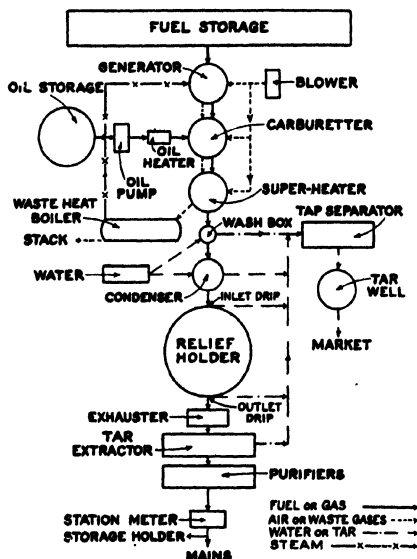 FUEL STORAGE
GENERATOR
BLOWER
OIL STORAGE
CARBURETTER
OIL
HEATER
OIL
PUMP
SUPER-HEATER
WASTE HEAT
BOILER
WASH BOX
TAP SEPARATOR
STACK
WATER
CONDENSER
TAR
WELL
INLET DRIP
RELIEF
HOLDER
MARKET
OUTLET
DRIP
EXHAUSTER
TAR
EXTRACTOR
PURIFIERS
STATION METER
STORAGE HOLDER
MAINS
FUEL OR GAS
AIR OR WASTE GASES
WATER OR TAR
STEAM